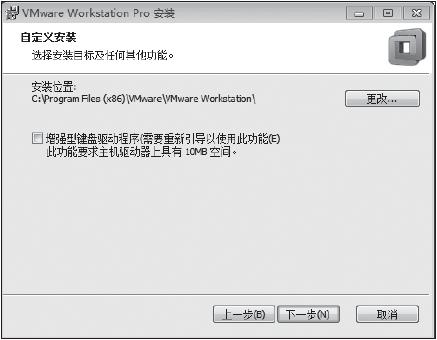 VMware Workstation Pro 安装
自定义安装
选择安装目标及任何其他功能。
安装位置:
C:\Program Files (x86)\VMware\VMware Workstation\
更改...
增强型键盘驱动程序(需要重新引导以使用此功能(E)
此功能要求主机驱动器上具有 10MB 空间。
上一步(B)
下一步(N)
取消